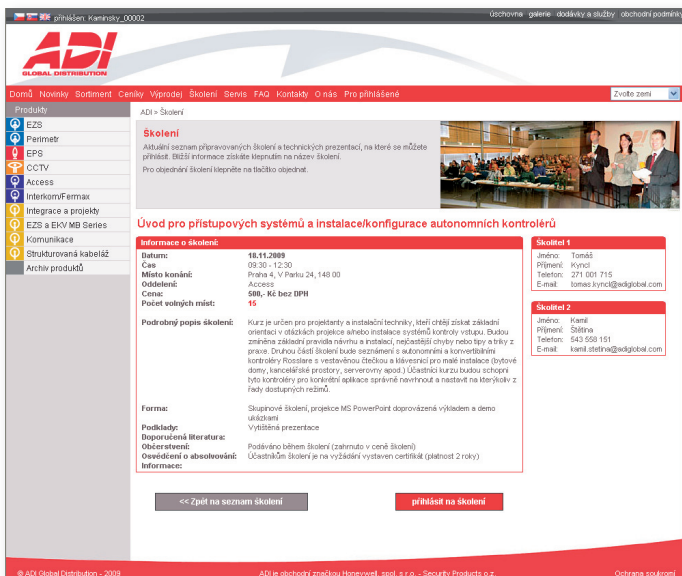 přihlášen: Kaminsky_00002
úschovna galerie dodávky a služby obchodní podmínky
ADI
GLOBAL DISTRIBUTION
Domů Novinky Sortiment Ceníky Výprodej Školení Servis FAQ Kontakty O nás Pro přihlášené
Zvolte zemi
Produkty
EZS
Perimetr
EPS
CCTV
Access
Interkom/Fermax
Integrace a projekty
EZS a EKV MB Series
Komunikace
Strukturovaná kabeláž
Archiv produktů
ADI » Školení
Školení
Aktuální seznam připravovaných školení a technických prezentací, na které se můžete
přihlásit. Bližší informace získáte klepnutím na název školení.
Pro objednání školení klepněte na tlačítko objednat.
Úvod pro přístupových systémů a instalace/konfigurace autonomních kontrolérů
Informace o školení:
Datum: 18.11.2009
Čas 09:30 - 12:30
Místo konání: Praha 4, V Parku 24, 148 00
Oddelení: Access
Cena: 500,- Kč bez DPH
Počet volných míst: 15
Podrobný popis školení: Kurz je určen pro projektanty a instalační techniky, kteří chtějí získat základní
orientaci v otázkách projekce a/nebo instalace systémů kontroly vstupu. Budou
zmíněna základní pravidla návrhu a instalací, nejčastější chyby nebo tipy a triky z
praxe. Druhou částí školení bude seznámení s autonomními a konvertibilními
kontroléry Rosslare s vestavěnou čtečkou a klávesnicí pro malé instalace (bytové
domy, kancelářské prostory, serverovny apod.) Účastníci kurzu budou schopni
tyto kontroléry pro konkrétní aplikace správně navrhnout a nastavit na kterýkoliv z
řady dostupných režimů.
Forma: Skupinové školení, projekce MS PowerPoint doprovázená výkladem a demo
ukázkami
Podklady: Vytištěná prezentace
Doporučená literatura:
Občerstvení: Podáváno během školení (zahrnuto v ceně školení)
Osvědčení o absolvování: Účastníkům školení je na vyžádání vystaven certifikát (platnost 2 roky)
Informace:
Školitel 1
Jméno: Tomáš
Příjmení: Kyncl
Telefon: 271 001 715
E-mail: tomas.kyncl@adiglobal.com
Školitel 2
Jméno: Kamil
Příjmení: Štětina
Telefon: 543 558 151
E-mail: kamil.stetina@adiglobal.com
<< Zpět na seznam školení
přihlásit na školení
© ADI Global Distribution - 2009
ADI je obchodní značkou Honeywell, spol. s r.o. - Security Products o.z.
Ochrana soukromí